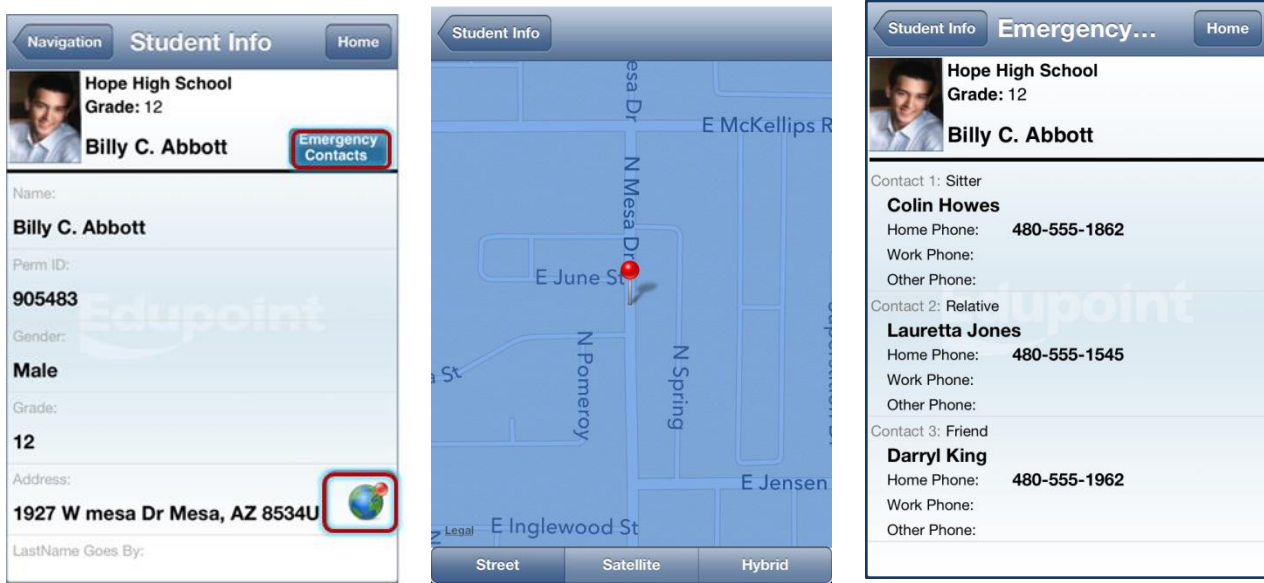 Navigation
Student Info
Home
Hope High School
Grade: 12
Billy C. Abbott
Emergency
Contacts
Name:
Billy C. Abbott
Perm ID:
905483
Edupoint
Gender:
Male
Grade:
12
Address:
1927 W mesa Dr Mesa, AZ 8534U
LastName Goes By:
Student Info
esa Dr
E McKellips R
N Mesa Dr
E June St
N Pomeroy
N Spring
St
E Jensen
Legal
E Inglewood St
Street
Satellite
Hybrid
Student Info
Emergency...
Home
Hope High School
Grade: 12
Billy C. Abbott
Contact 1: Sitter
Colin Howes
Home Phone: 480-555-1862
Work Phone:
Other Phone:
Contact 2: Relative
Edupoint
Lauretta Jones
Home Phone: 480-555-1545
Work Phone:
Other Phone:
Contact 3: Friend
Darryl King
Home Phone: 480-555-1962
Work Phone:
Other Phone: